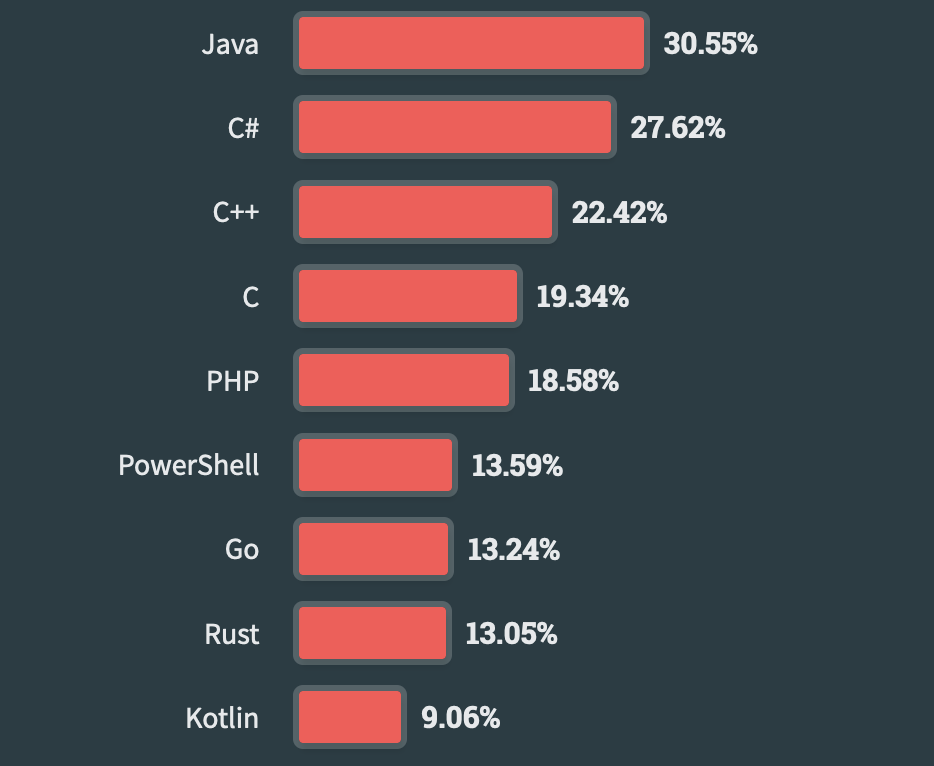 Java 30.55%
C# 27.62%
C++ 22.42%
C 19.34%
PHP 18.58%
PowerShell 13.59%
Go 13.24%
Rust 13.05%
Kotlin 9.06%